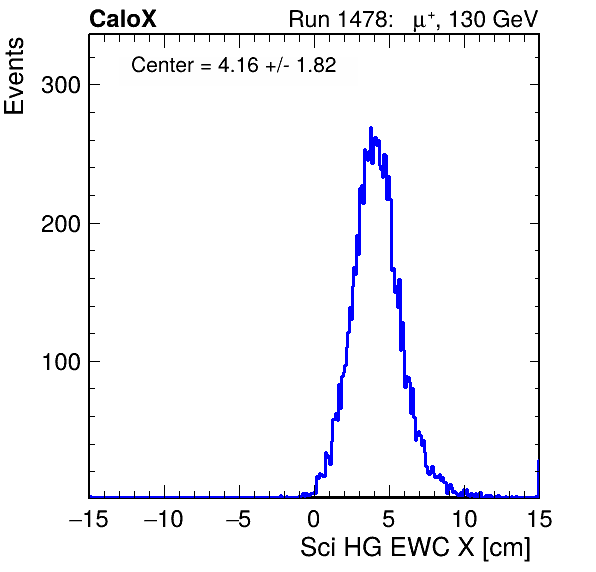 CaloX Run 1478: μ⁺, 130 GeV
Center = 4.16 +/- 1.82
Events
300
200
100
−15 −10 −5 0 5 10 15
Sci HG EWC X [cm]